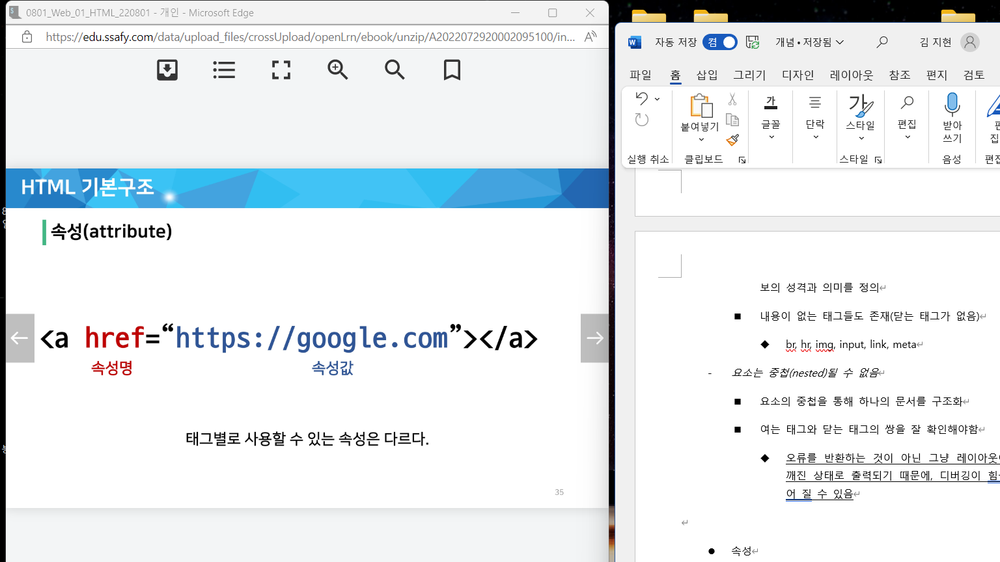 0801_Web_01_HTML_220801 - 개인 - Microsoft Edge
https://edu.ssafy.com/data/upload_files/crossUpload/openLrn/ebook/unzip/A2022072920002095100/in...
HTML 기본구조
속성(attribute)
<a href=“https://google.com”></a>
속성명 속성값
태그별로 사용할 수 있는 속성은 다르다.
35
자동 저장 켬 개념 • 저장됨 김 지현
파일 홈 삽입 그리기 디자인 레이아웃 참조 편지 검토
붙여넣기 글꼴 단락 스타일 편집 받아쓰기
실행 취소 클립보드 스타일 음성
보의 성격과 의미를 정의
■ 내용이 없는 태그들도 존재(닫는 태그가 없음)
◆ br, hr, img, input, link, meta
- 요소는 중첩(nested)될 수 없음
■ 요소의 중첩을 통해 하나의 문서를 구조화
■ 여는 태그와 닫는 태그의 쌍을 잘 확인해야함
◆ 오류를 반환하는 것이 아닌 그냥 레이아웃
깨진 상태로 출력되기 때문에, 디버깅이 힘
어 질 수 있음
● 속성